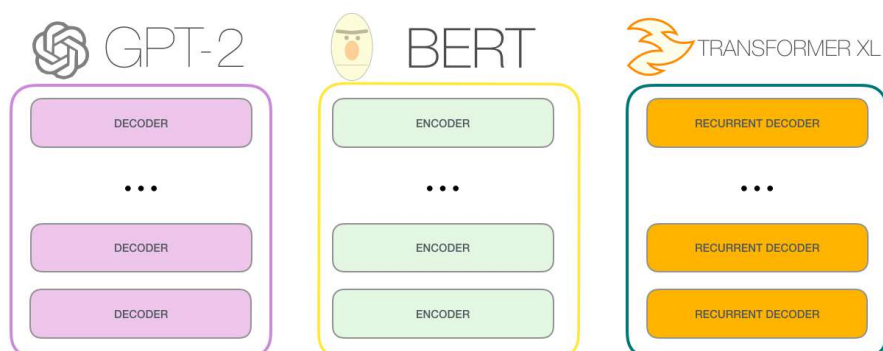 GPT-2
DECODER
...
DECODER
DECODER
BERT
ENCODER
...
ENCODER
ENCODER
TRANSFORMER XL
RECURRENT DECODER
...
RECURRENT DECODER
RECURRENT DECODER